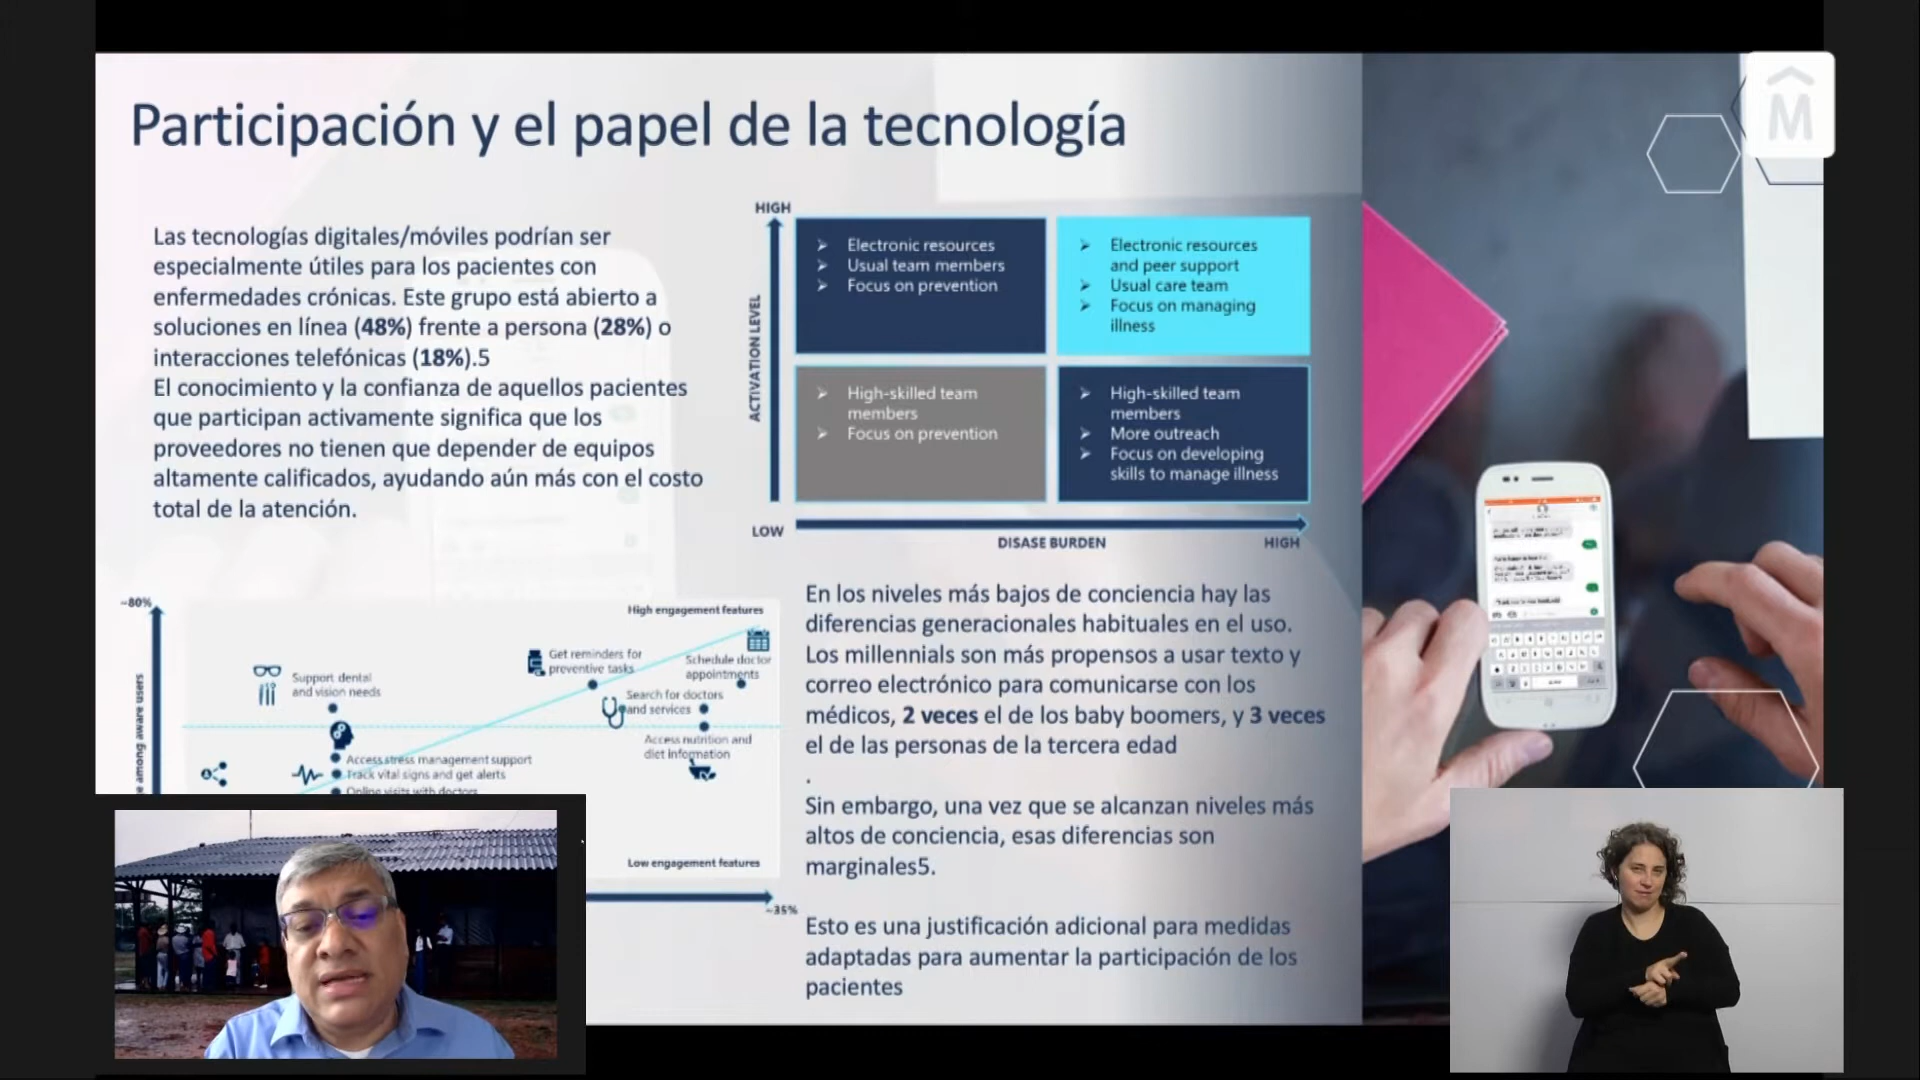 Participación y el papel de la tecnología
M
Las tecnologías digitales/móviles podrían ser
especialmente útiles para los pacientes con
enfermedades crónicas. Este grupo está abierto a
soluciones en línea (48%) frente a persona (28%) o
interacciones telefónicas (18%).5
El conocimiento y la confianza de aquellos pacientes
que participan activamente significa que los
proveedores no tienen que depender de equipos
altamente calificados, ayudando aún más con el costo
total de la atención.
HIGH
ACTIVATION LEVEL
LOW
Electronic resources
Usual team members
Focus on prevention
Electronic resources
and peer support
Usual care team
Focus on managing
illness
High-skilled team
members
Focus on prevention
High-skilled team
members
More outreach
Focus on developing
skills to manage illness
DISASE BURDEN
HIGH
~80%
High engagement features
Support dental
and vision needs
Get reminders for
preventive tasks
Schedule doctor
appointments
Search for doctors
and services
Access nutrition and
diet information
Access stress management support
Track vital signs and get alerts
Online visits with doctors
e among aware users
Low engagement features
~35%
En los niveles más bajos de conciencia hay las
diferencias generacionales habituales en el uso.
Los millennials son más propensos a usar texto y
correo electrónico para comunicarse con los
médicos, 2 veces el de los baby boomers, y 3 veces
el de las personas de la tercera edad
.
Sin embargo, una vez que se alcanzan niveles más
altos de conciencia, esas diferencias son
marginales5.
Esto es una justificación adicional para medidas
adaptadas para aumentar la participación de los
pacientes